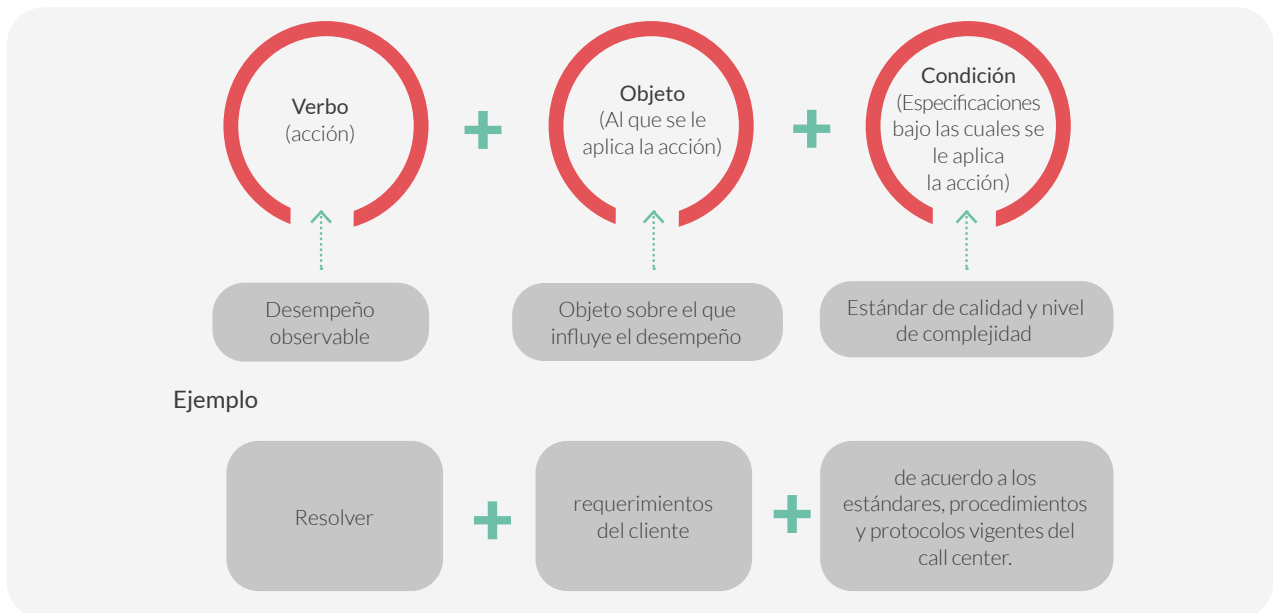 Verbo
(acción)
+
Objeto
(Al que se le
aplica la acción)
+
Condición
(Especificaciones
bajo las cuales se
le aplica
la acción)
Desempeño
observable
Objeto sobre el que
influye el desempeño
Estándar de calidad y nivel
de complejidad
Ejemplo
Resolver
+
requerimientos
del cliente
+
de acuerdo a los
estándares, procedimientos
y protocolos vigentes del
call center.